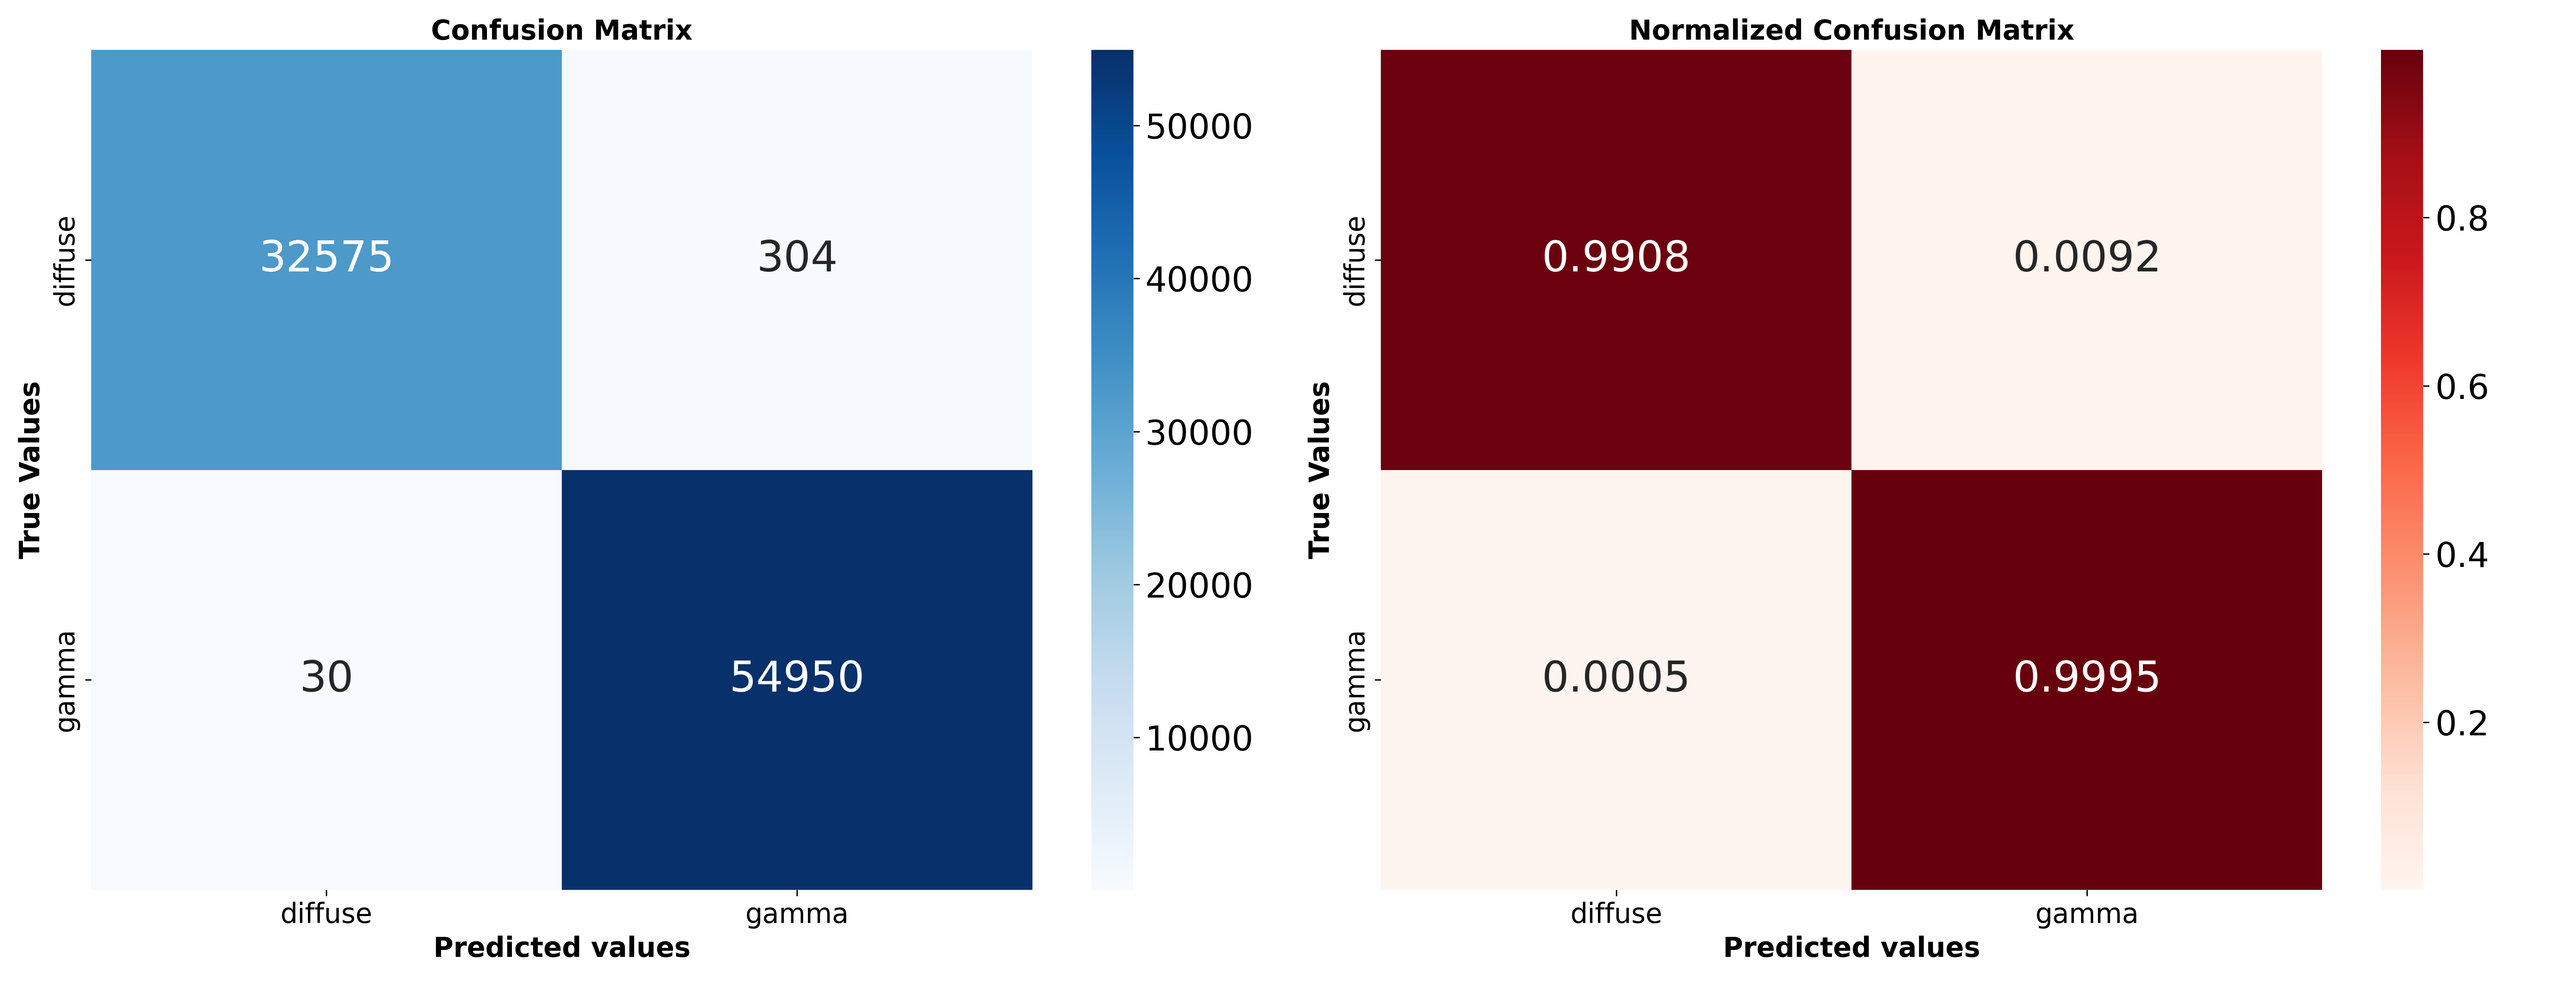 Confusion Matrix
True Values
diffuse
gamma
32575
304
30
54950
diffuse
gamma
Predicted values
50000
40000
30000
20000
10000
Normalized Confusion Matrix
True Values
diffuse
gamma
0.9908
0.0092
0.0005
0.9995
diffuse
gamma
Predicted values
0.8
0.6
0.4
0.2